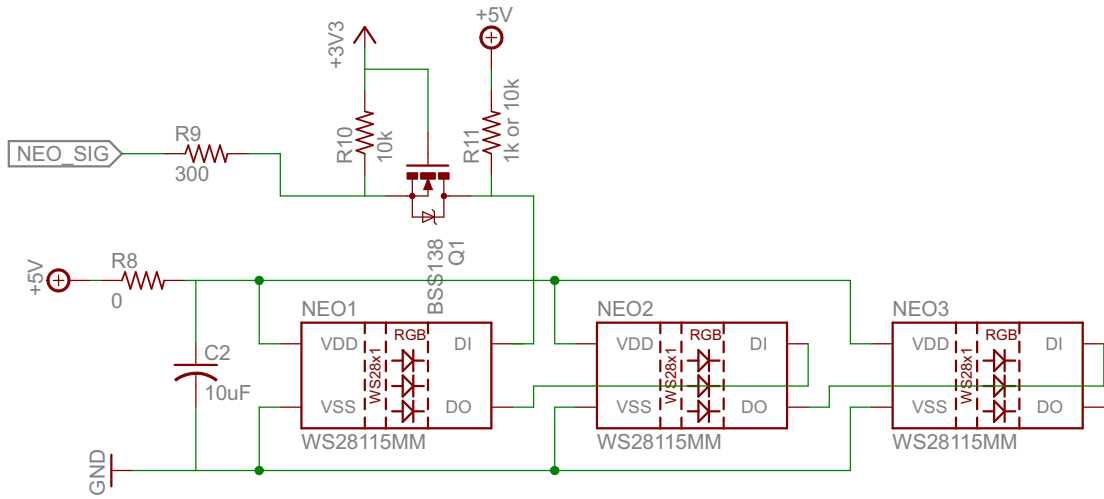 +5V
+3V3
R10
10k
R11
1k or 10k
NEO_SIG
R9
300
BSS138
Q1
+5V
R8
0
C2
10uF
GND
NEO1
VDD
VSS
WS28x1
RGB
DI
DO
WS28115MM
NEO2
VDD
VSS
WS28x1
RGB
DI
DO
WS28115MM
NEO3
VDD
VSS
WS28x1
RGB
DI
DO
WS28115MM